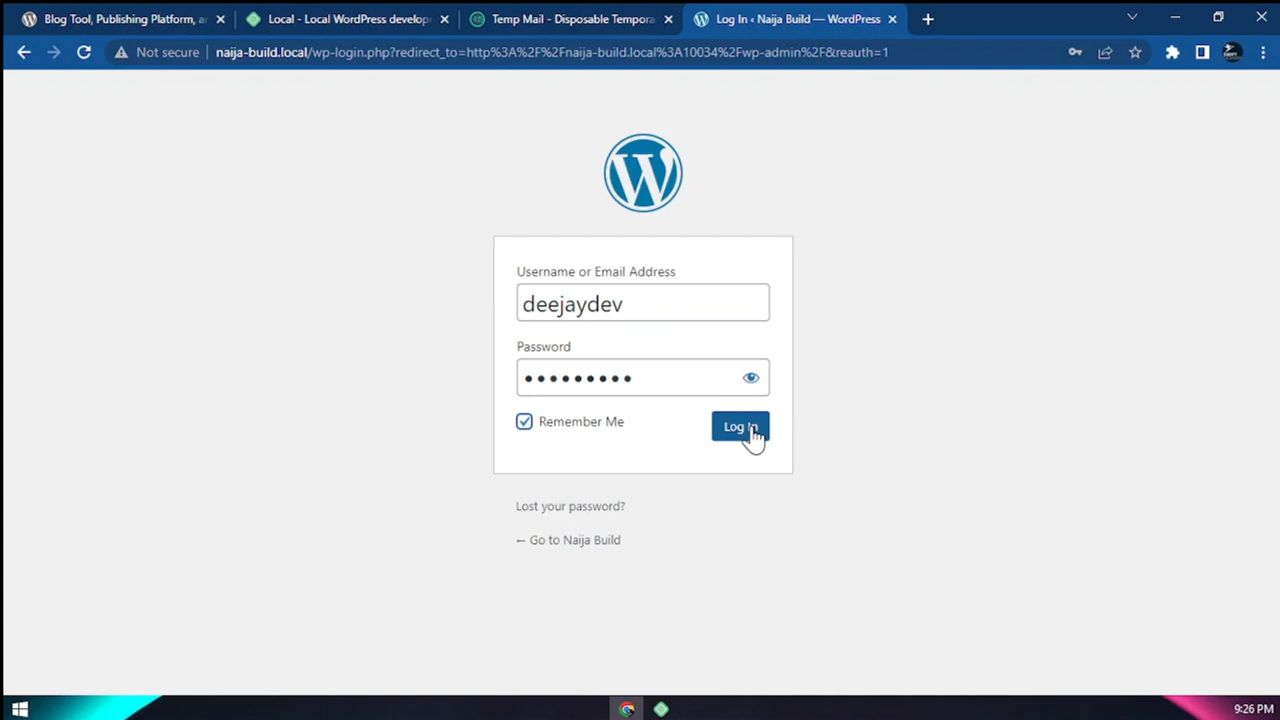 Blog Tool, Publishing Platform, a
Local - Local WordPress develop
Temp Mail - Disposable Tempora
Log In ‹ Naija Build — WordPress
Not secure
naija-build.local/wp-login.php?redirect_to=http%3A%2F%2Fnaija-build.local%3A10034%2Fwp-admin%2F&reauth=1
Username or Email Address
deejaydev
Password
Remember Me
Log In
Lost your password?
← Go to Naija Build
9:26 PM